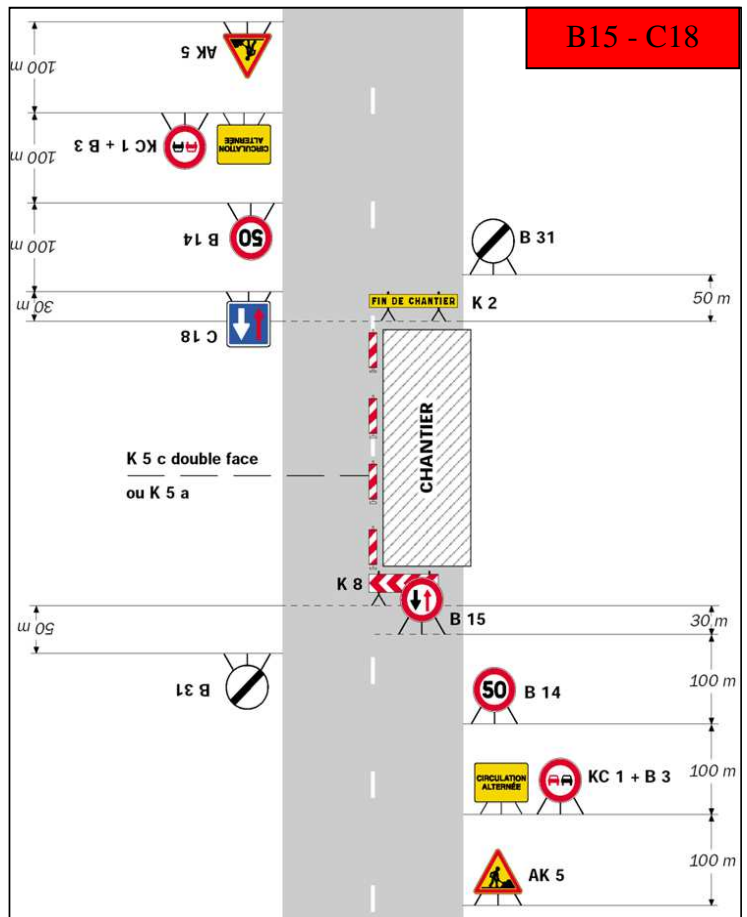 B15 - C18
100 m
AK 5
100 m
KC 1 + B 3
CIRCULATION
ALTERNÉE
100 m
B 14
50
30 m
C 18
B 31
FIN DE CHANTIER
K 2
50 m
K 5 c double face
ou K 5 a
CHANTIER
K 8
B 15
30 m
50 m
B 31
50
B 14
100 m
CIRCULATION
ALTERNÉE
KC 1 + B 3
100 m
AK 5
100 m